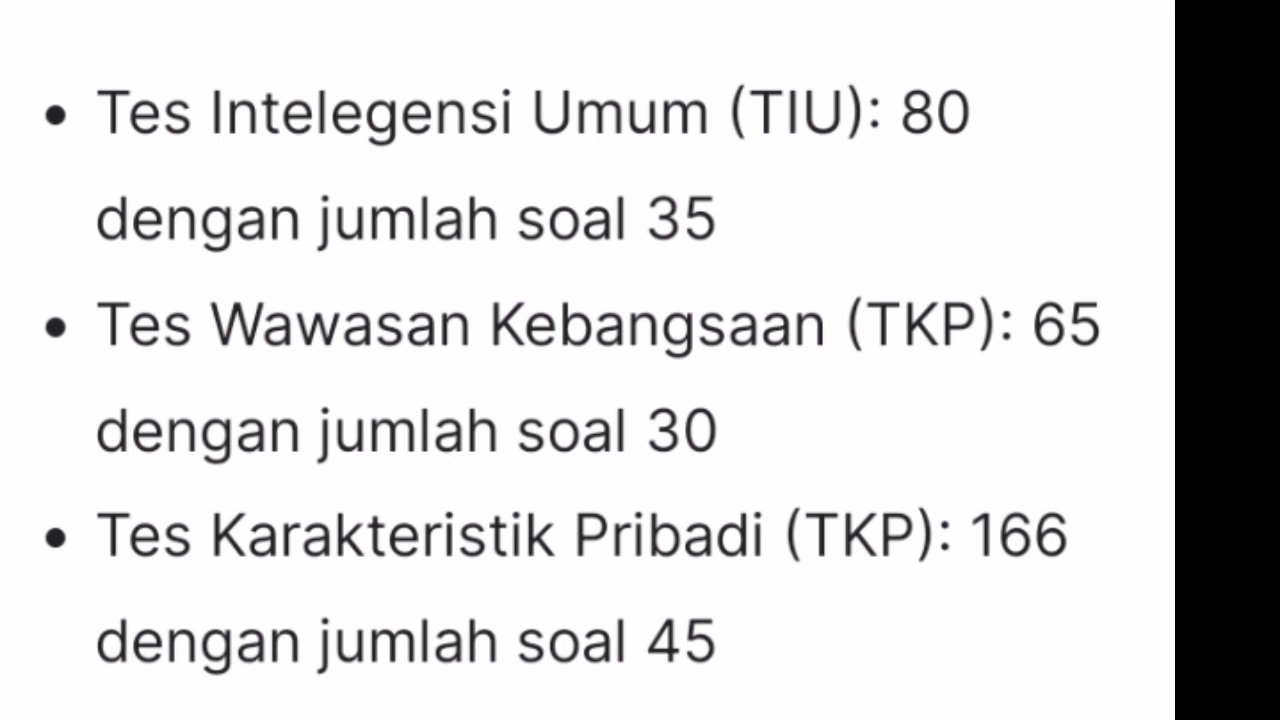 • Tes Intelegensi Umum (TIU): 80
dengan jumlah soal 35
• Tes Wawasan Kebangsaan (TKP): 65
dengan jumlah soal 30
• Tes Karakteristik Pribadi (TKP): 166
dengan jumlah soal 45